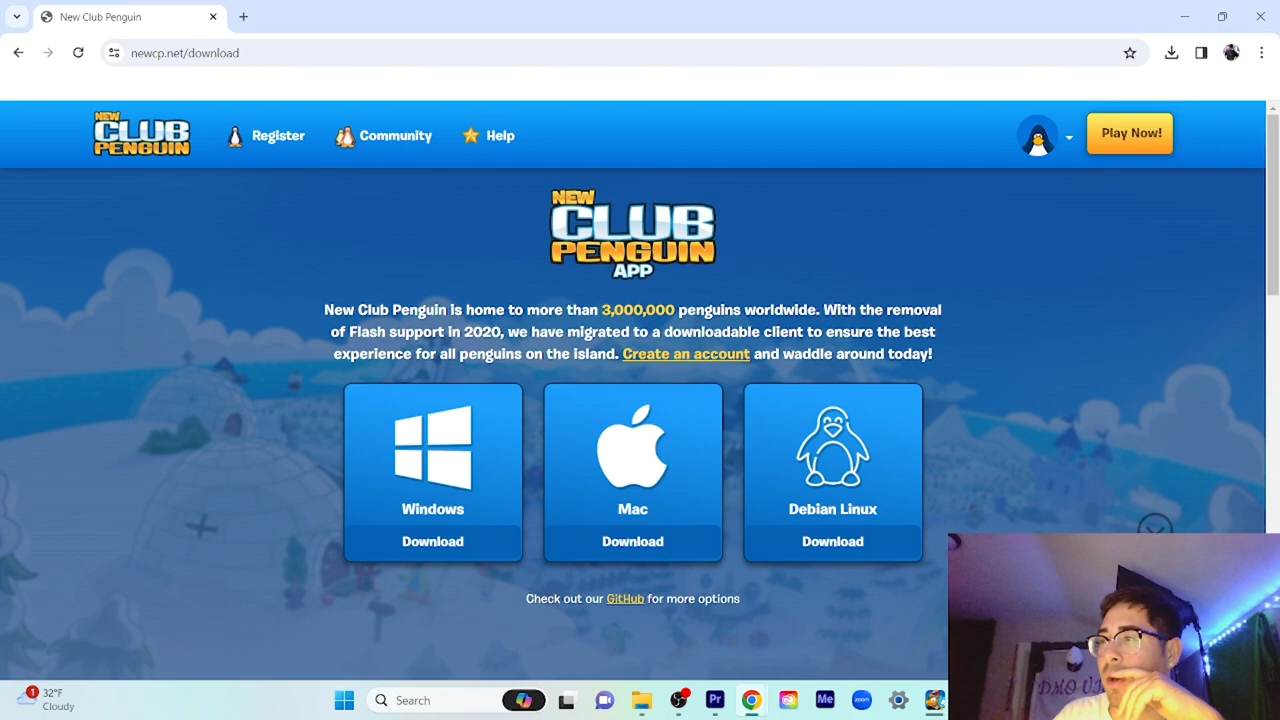 New Club Penguin
newcp.net/download
NEW
CLUB
PENGUIN
Register
Community
Help
Play Now!
NEW
CLUB
PENGUIN
APP
New Club Penguin is home to more than 3,000,000 penguins worldwide. With the removal
of Flash support in 2020, we have migrated to a downloadable client to ensure the best
experience for all penguins on the island. Create an account and waddle around today!
Windows
Mac
Debian Linux
Download
Download
Download
Check out our GitHub for more options
1
32°F
Cloudy
Search
Pr
Me
zoom